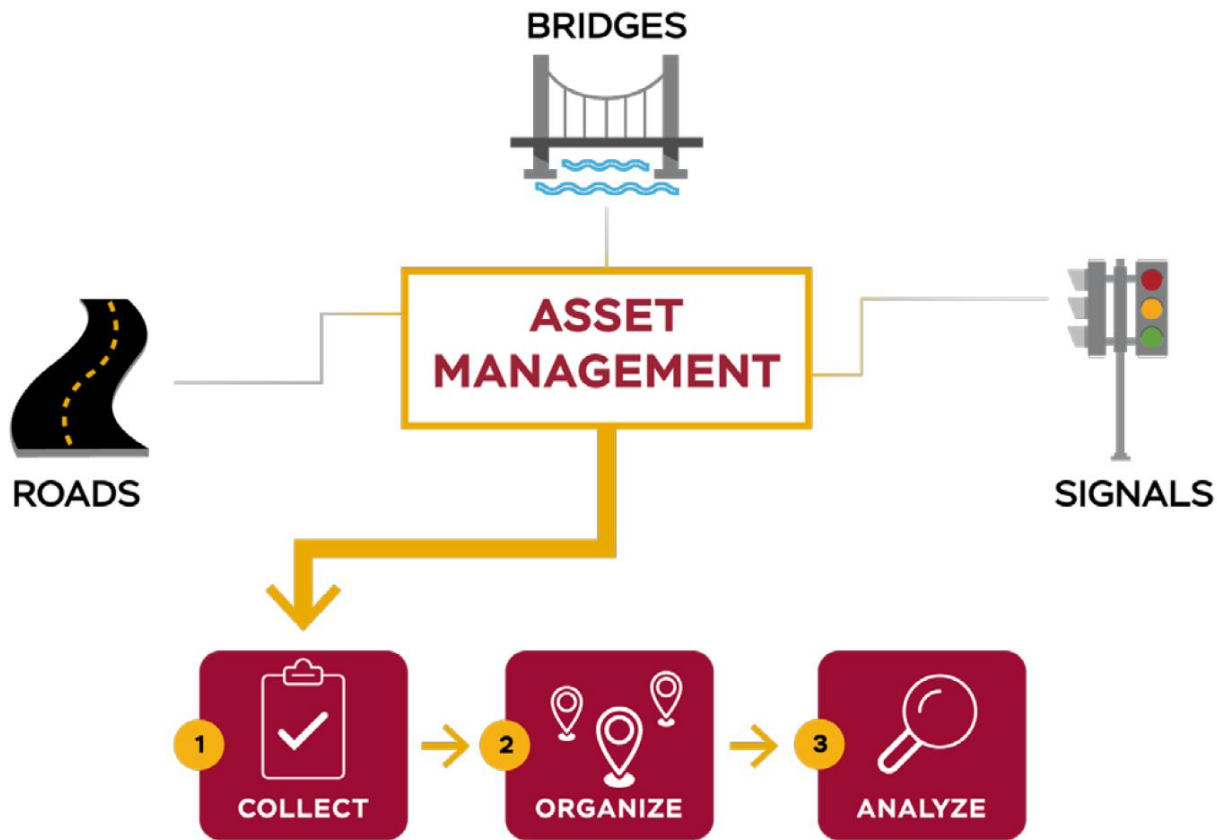 BRIDGES
ASSET
MANAGEMENT
ROADS
SIGNALS
1
COLLECT
2
ORGANIZE
3
ANALYZE